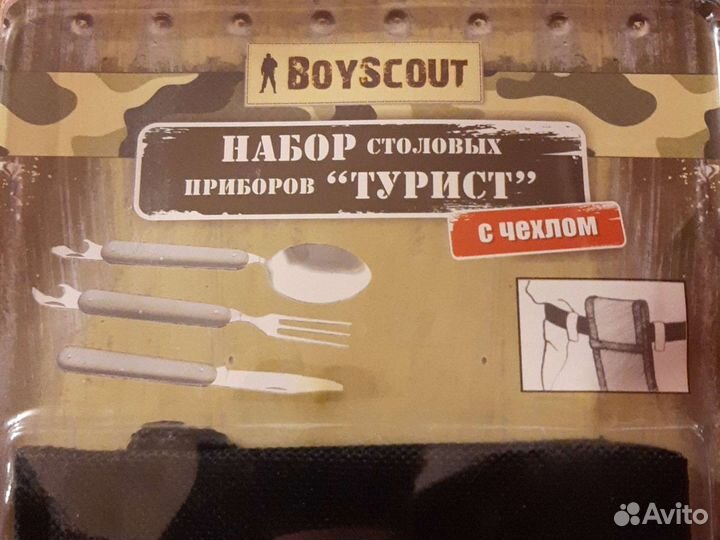 BOYSCOUT
НАБОР СТОЛОВЫХ
ПРИБОРОВ “ТУРИСТ”
С ЧЕХЛОМ
Avito